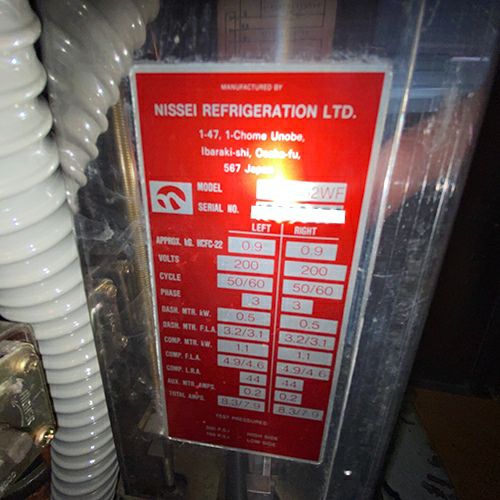 MANUFACTURED BY
NISSEI REFRIGERATION LTD.
1-47, 1-Chome Unobe,
Ibaraki-shi, Osaka-fu,
567 Japan
MODEL 2WF
SERIAL NO.
LEFT RIGHT
APPROX. kG. HCFC-22 0.9 0.9
VOLTS 200 200
CYCLE 50/60 50/60
PHASE 3 3
DASH. MTR. kW. 0.5 0.5
DASH. MTR. F.L.A. 3.2/3.1 3.2/3.1
COMP. MTR. kW. 1.1 1.1
COMP. F.L.A. 4.9/4.6 4.9/4.6
COMP. L.R.A. 44 44
AUX. MTR. AMPS. 0.2 0.2
TOTAL AMPS. 8.3/7.9 8.3/7.9
TEST PRESSURES
P.S.I - HIGH SIDE
P.S.I - LOW SIDE